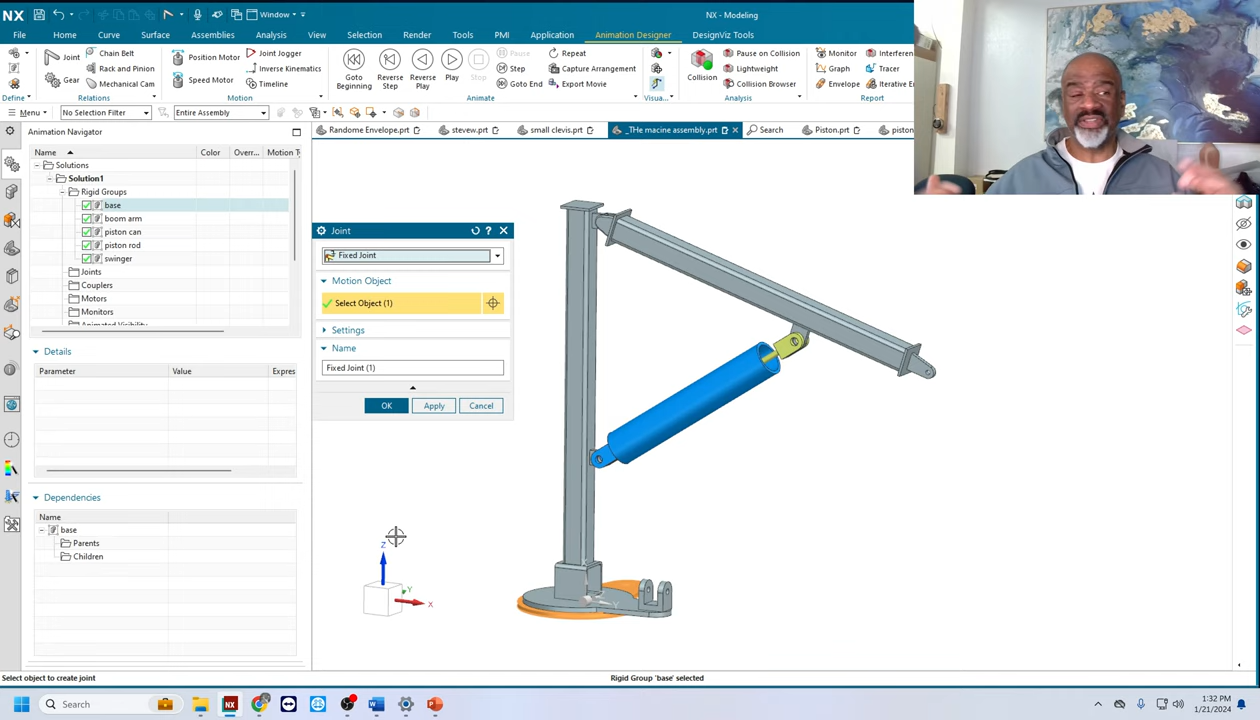 NX Window NX - Modeling
File Home Curve Surface Assemblies Analysis View Selection Render Tools PMI Application Animation Designer DesignViz Tools
Joint Chain Belt
Rack and Pinion
Gear Mechanical Cam
Define Relations
Position Motor Joint Jogger
Inverse Kinematics
Speed Motor Timeline
Motion
Goto Beginning Reverse Step Reverse Play Play Stop
Pause Repeat
Step Capture Arrangement
Goto End Export Movie
Animate
Visua...
Collision Pause on Collision
Lightweight
Collision Browser
Analysis
Monitor Interferen
Graph Tracer
Envelope Iterative En
Report
Menu No Selection Filter Entire Assembly
Animation Navigator
Randome Envelope.prt stevew.prt small clevis.prt _THe macine assembly.prt Search Piston.prt piston
Name Color Overr... Motion T
Solutions
Solution1
Rigid Groups
base
boom arm
piston can
piston rod
swinger
Joints
Couplers
Motors
Monitors
Animated Visibility
Details
Parameter Value Expres
Dependencies
Name
base
Parents
Children
Joint
Fixed Joint
Motion Object
Select Object (1)
Settings
Name
Fixed Joint (1)
OK Apply Cancel
Z
Y
X
Select object to create joint Rigid Group 'base' selected
Search
1:32 PM
1/21/2024